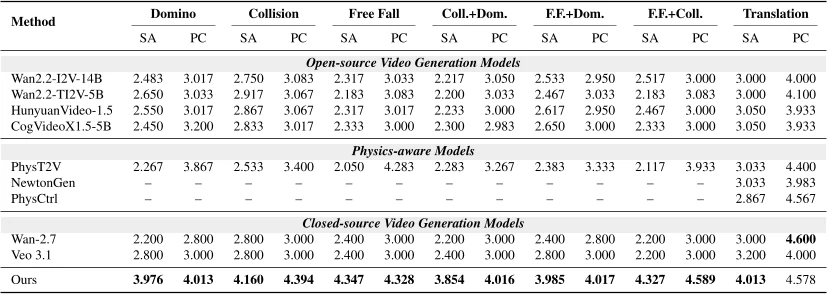 Method Domino Collision Free Fall Coll.+Dom. F.F.+Dom. F.F.+Coll. Translation
SA PC SA PC SA PC SA PC SA PC SA PC SA PC
Open-source Video Generation Models
Wan2.2-I2V-14B 2.483 3.017 2.750 3.083 2.317 3.033 2.217 3.050 2.533 2.950 2.517 3.000 3.000 4.000
Wan2.2-TI2V-5B 2.650 3.033 2.917 3.067 2.183 3.083 2.200 3.033 2.467 3.033 2.183 3.083 3.000 4.100
HunyuanVideo-1.5 2.550 3.017 2.867 3.067 2.317 3.017 2.233 3.000 2.617 2.950 2.467 3.000 3.050 3.933
CogVideoX1.5-5B 2.450 3.200 2.833 3.017 2.333 3.000 2.300 2.983 2.650 3.000 2.333 3.000 3.050 3.933
Physics-aware Models
PhysT2V 2.267 3.867 2.533 3.400 2.050 4.283 2.283 3.267 2.383 3.333 2.117 3.933 3.033 4.400
NewtonGen – – – – – – – – – – – – 3.033 3.983
PhysCtrl – – – – – – – – – – – – 2.867 4.567
Closed-source Video Generation Models
Wan-2.7 2.200 2.800 2.800 3.000 2.400 3.000 2.200 3.000 2.400 2.800 2.200 3.000 3.000 4.600
Veo 3.1 2.800 3.000 2.800 3.000 2.400 3.000 2.400 3.000 2.800 3.000 2.200 3.000 3.200 4.000
Ours 3.976 4.013 4.160 4.394 4.347 4.328 3.854 4.016 3.985 4.017 4.327 4.589 4.013 4.578